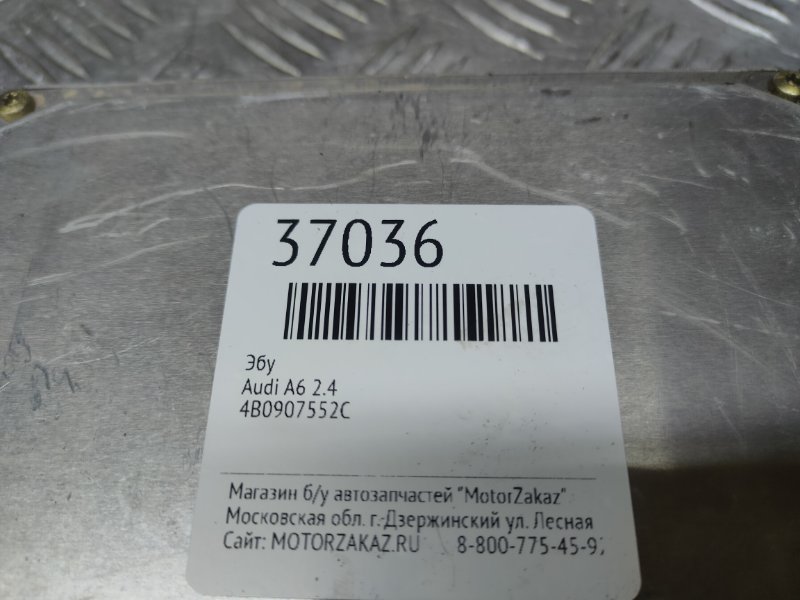 37036
Эбу
Audi A6 2.4
4B0907552C
Магазин б/у автозапчастей "MotorZakaz"
Московская обл. г.Дзержинский ул. Лесная
Сайт: MOTORZAKAZ.RU 8-800-775-45-9